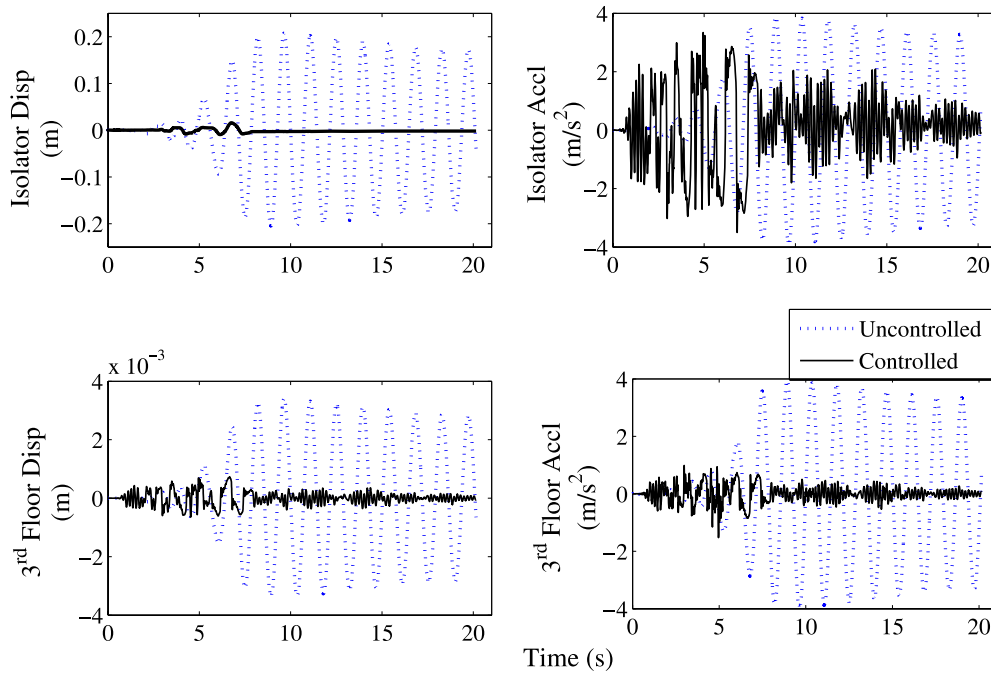 0.2
0.1
0
−0.1
−0.2
Isolator Disp
(m)
0 5 10 15 20
4
2
0
−2
−4
Isolator Accl
(m/s²)
0 5 10 15 20
Uncontrolled
Controlled
x 10⁻³
4
2
0
−2
−4
3ʳᵈ Floor Disp
(m)
0 5 10 15 20
4
2
0
−2
−4
3ʳᵈ Floor Accl
(m/s²)
0 5 10 15 20
Time (s)